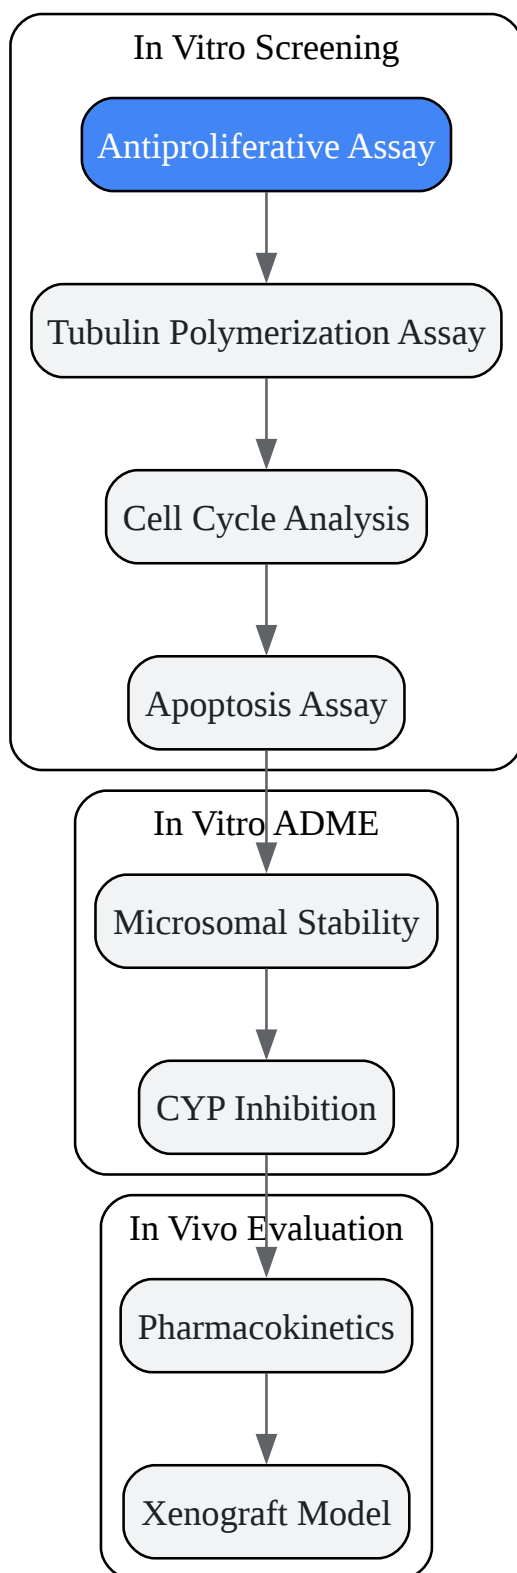 In Vitro Screening
Antiproliferative Assay
Tubulin Polymerization Assay
Cell Cycle Analysis
Apoptosis Assay
In Vitro ADME
Microsomal Stability
CYP Inhibition
In Vivo Evaluation
Pharmacokinetics
Xenograft Model